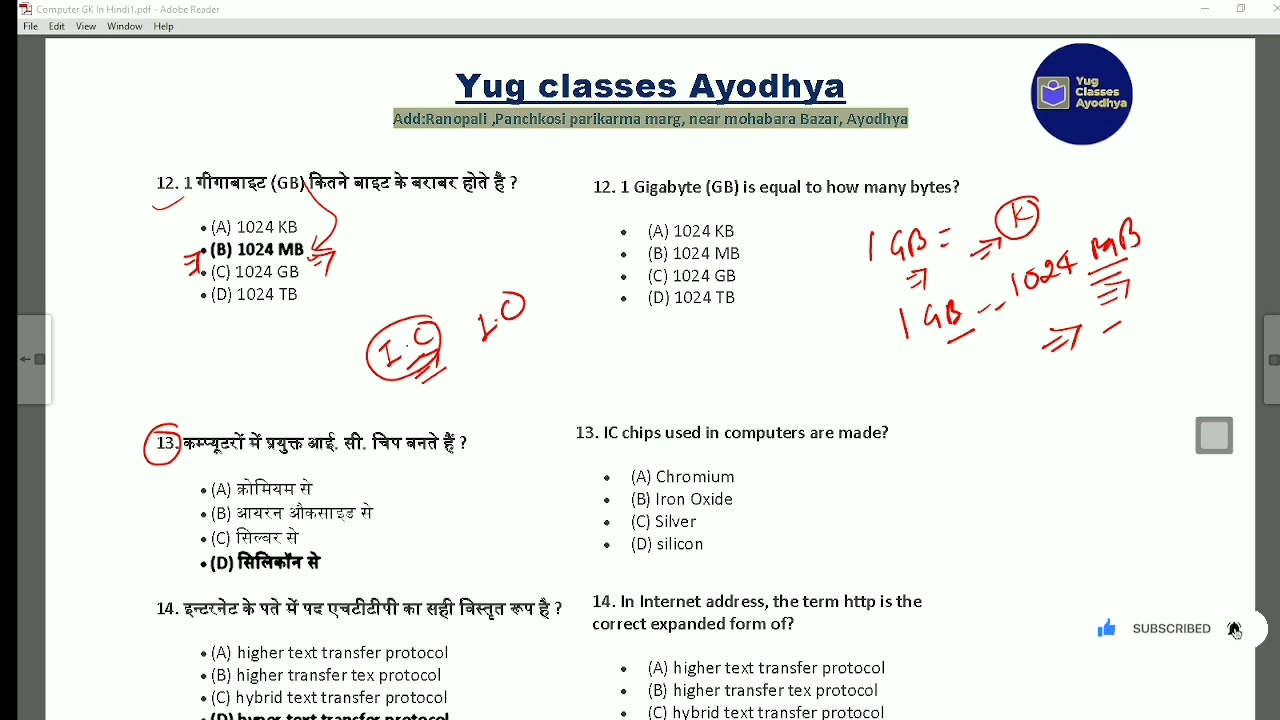 Computer GK In Hindi1.pdf - Adobe Reader
File Edit View Window Help
Yug classes Ayodhya
Add:Ranopali ,Panchkosi parikarma marg, near mohabara Bazar, Ayodhya
Yug
Classes
Ayodhya
12. 1 गीगाबाइट (GB) कितने बाइट के बराबर होते है ?
• (A) 1024 KB
• (B) 1024 MB
• (C) 1024 GB
• (D) 1024 TB
I.C
I.C
13. कम्प्यूटरों में प्रयुक्त आई. सी. चिप बनते हैं ?
• (A) क्रोमियम से
• (B) आयरन औकसाइड से
• (C) सिल्बर से
• (D) सिलिकॉन से
14. इन्टरनेट के पते में पद एचटीटीपी का सही विस्तृत रूप है ?
• (A) higher text transfer protocol
• (B) higher transfer tex protocol
• (C) hybrid text transfer protocol
• (D) hyper text transfer protocol
12. 1 Gigabyte (GB) is equal to how many bytes?
• (A) 1024 KB
• (B) 1024 MB
• (C) 1024 GB
• (D) 1024 TB
1 GB =
K
1 GB -- 1024 MB
13. IC chips used in computers are made?
• (A) Chromium
• (B) Iron Oxide
• (C) Silver
• (D) silicon
14. In Internet address, the term http is the
correct expanded form of?
• (A) higher text transfer protocol
• (B) higher transfer tex protocol
• (C) hybrid text transfer protocol
SUBSCRIBED